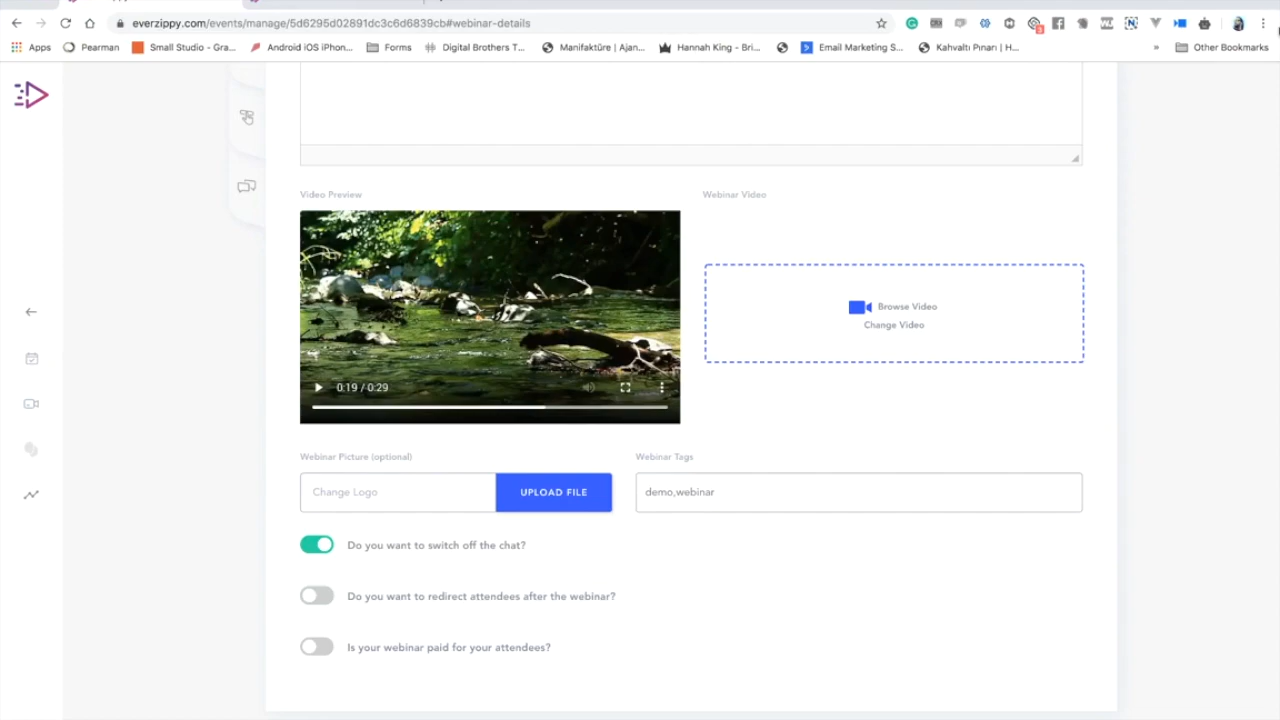 everzippy.com/events/manage/5d6295d02891dc3c6d6839cb#webinar-details
Apps Pearman Small Studio - Gra... Android iOS iPhon... Forms Digital Brothers T... Manifaktüre | Ajan... Hannah King - Bri... Email Marketing S... Kahvaltı Pınarı | H... » Other Bookmarks
Video Preview Webinar Video
Browse Video
Change Video
0:19 / 0:29
Webinar Picture (optional) Webinar Tags
Change Logo UPLOAD FILE demo,webinar
Do you want to switch off the chat?
Do you want to redirect attendees after the webinar?
Is your webinar paid for your attendees?